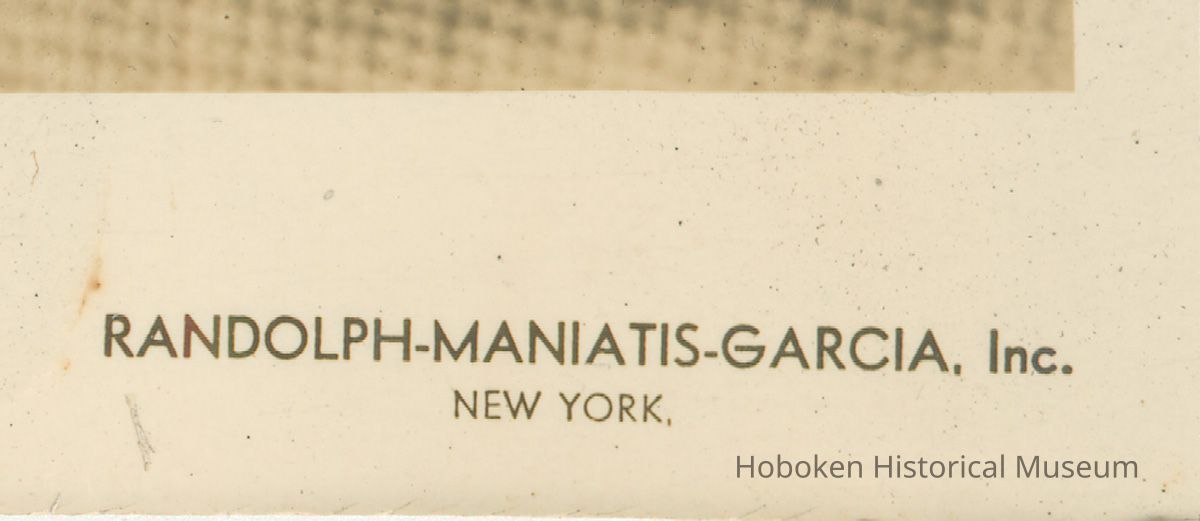 RANDOLPH-MANIATIS-GARCIA, Inc.
NEW YORK,
Hoboken Historical Museum